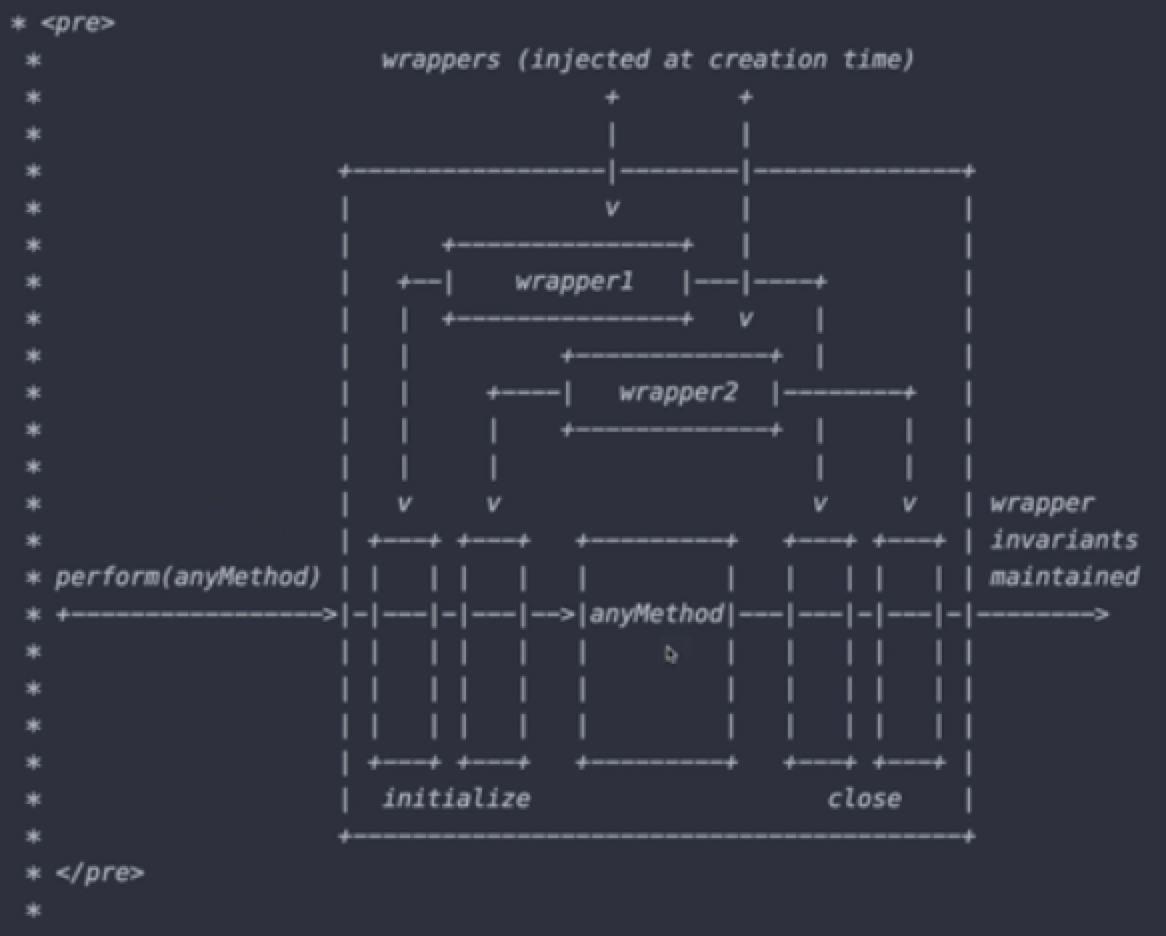 * <pre>
 *                       wrappers (injected at creation time)
 *                                      +        +
 *                                      |        |
 *                    +-----------------|--------|--------------+
 *                    |                 v        |              |
 *                    |      +---------------+   |              |
 *                    |   +--|    wrapper1   |---|----+         |
 *                    |   |  +---------------+   v    |         |
 *                    |   |          +-------------+  |         |
 *                    |   |     +----|   wrapper2  |--------+   |
 *                    |   |     |    +-------------+  |     |   |
 *                    |   |     |                     |     |   |
 *                    |   v     v                     v     v   | wrapper
 *                    | +---+ +---+   +---------+   +---+ +---+ | invariants
 * perform(anyMethod) | |   | |   |   |         |   |   | |   | | maintained
 * +----------------->|-|---|-|---|-->|anyMethod|---|---|-|---|-|-------->
 *                    | |   | |   |   |         |   |   | |   | |
 *                    | |   | |   |   |         |   |   | |   | |
 *                    | |   | |   |   |         |   |   | |   | |
 *                    | +---+ +---+   +---------+   +---+ +---+ |
 *                    |  initialize                    close    |
 *                    +-----------------------------------------+
 * </pre>
 *